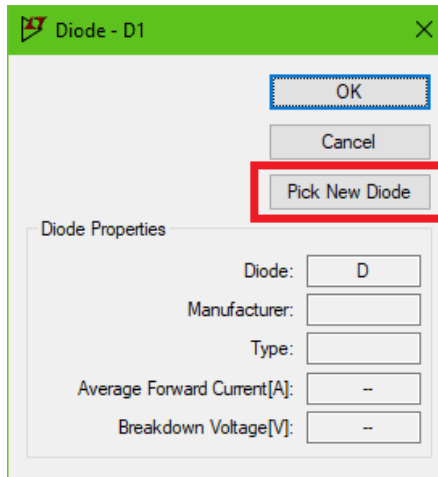 Diode - D1
OK
Cancel
Pick New Diode
Diode Properties
Diode: D
Manufacturer:
Type:
Average Forward Current[A]: --
Breakdown Voltage[V]: --